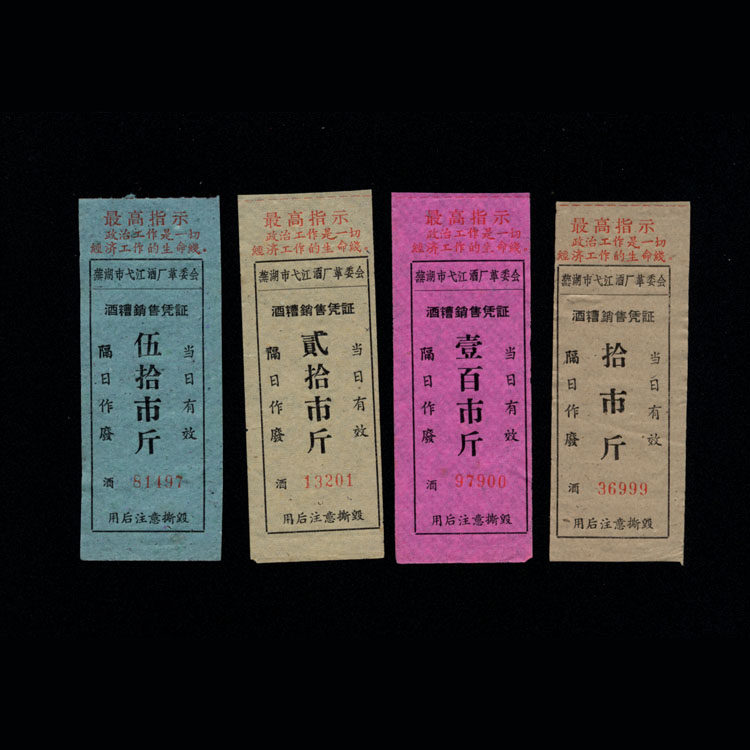 最高指示
政治工作是一切
經济工作的生命綫。
蕪湖市弋江酒厂革委会
酒糟銷售凭証
当日有效
伍拾市斤
隔日作廢
酒 81497
用后注意撕毀
最高指示
政治工作是一切
經济工作的生命綫。
蕪湖市弋江酒厂革委会
酒糟銷售凭証
当日有效
貳拾市斤
隔日作廢
酒 13201
用后注意撕毀
最高指示
政治工作是一切
經济工作的生命綫。
蕪湖市弋江酒厂革委会
酒糟銷售凭証
当日有效
壹百市斤
隔日作廢
酒 97900
用后注意撕毀
最高指示
政治工作是一切
經济工作的生命綫。
蕪湖市弋江酒厂革委会
酒糟銷售凭証
当日有效
拾市斤
隔日作廢
酒 36999
用后注意撕毀